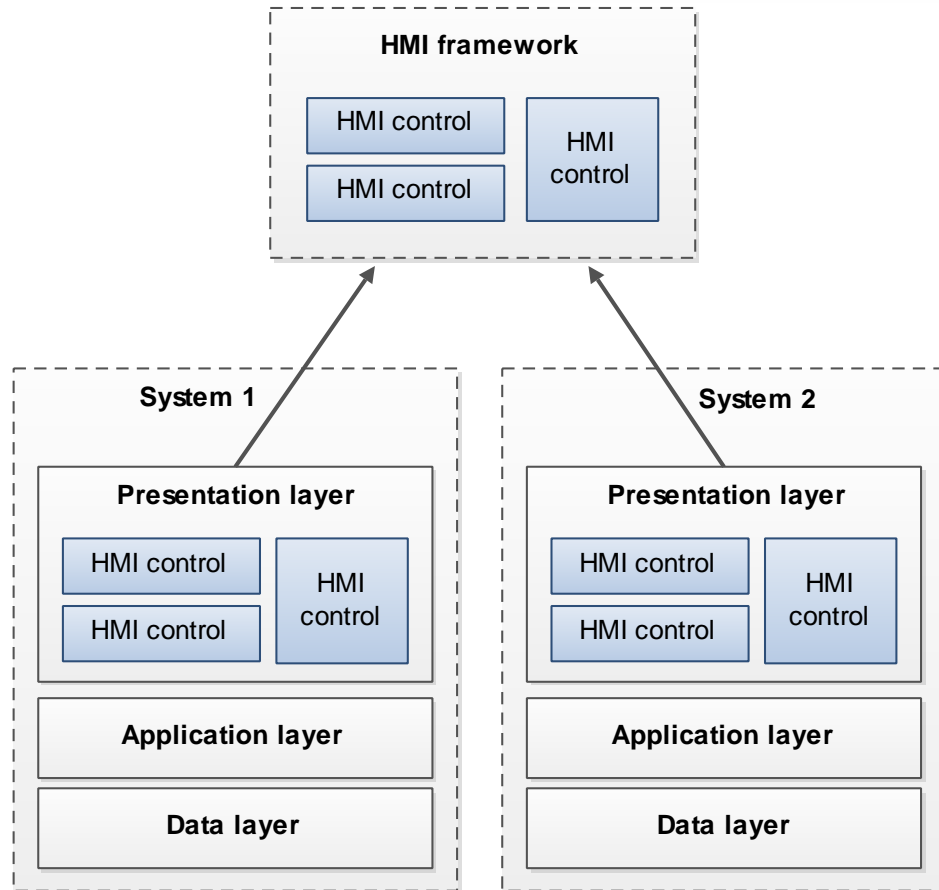 HMI framework
HMI control
HMI control
HMI
control
System 1
Presentation layer
HMI control
HMI control
HMI
control
Application layer
Data layer
System 2
Presentation layer
HMI control
HMI control
HMI
control
Application layer
Data layer